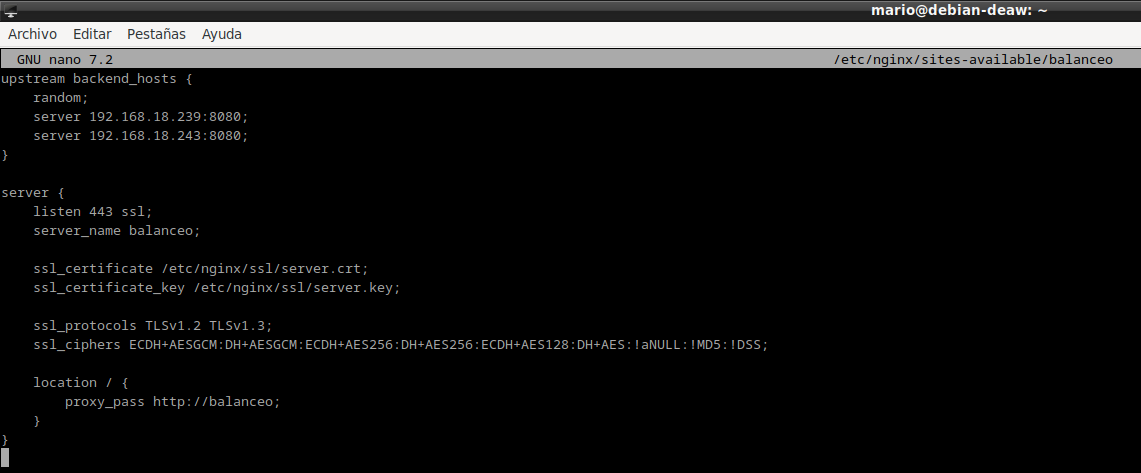 mario@debian-deaw: ~
Archivo Editar Pestañas Ayuda
GNU nano 7.2 /etc/nginx/sites-available/balanceo
upstream backend_hosts {
    random;
    server 192.168.18.239:8080;
    server 192.168.18.243:8080;
}

server {
    listen 443 ssl;
    server_name balanceo;

    ssl_certificate /etc/nginx/ssl/server.crt;
    ssl_certificate_key /etc/nginx/ssl/server.key;

    ssl_protocols TLSv1.2 TLSv1.3;
    ssl_ciphers ECDH+AESGCM:DH+AESGCM:ECDH+AES256:DH+AES256:ECDH+AES128:DH+AES:!aNULL:!MD5:!DSS;

    location / {
        proxy_pass http://balanceo;
    }
}